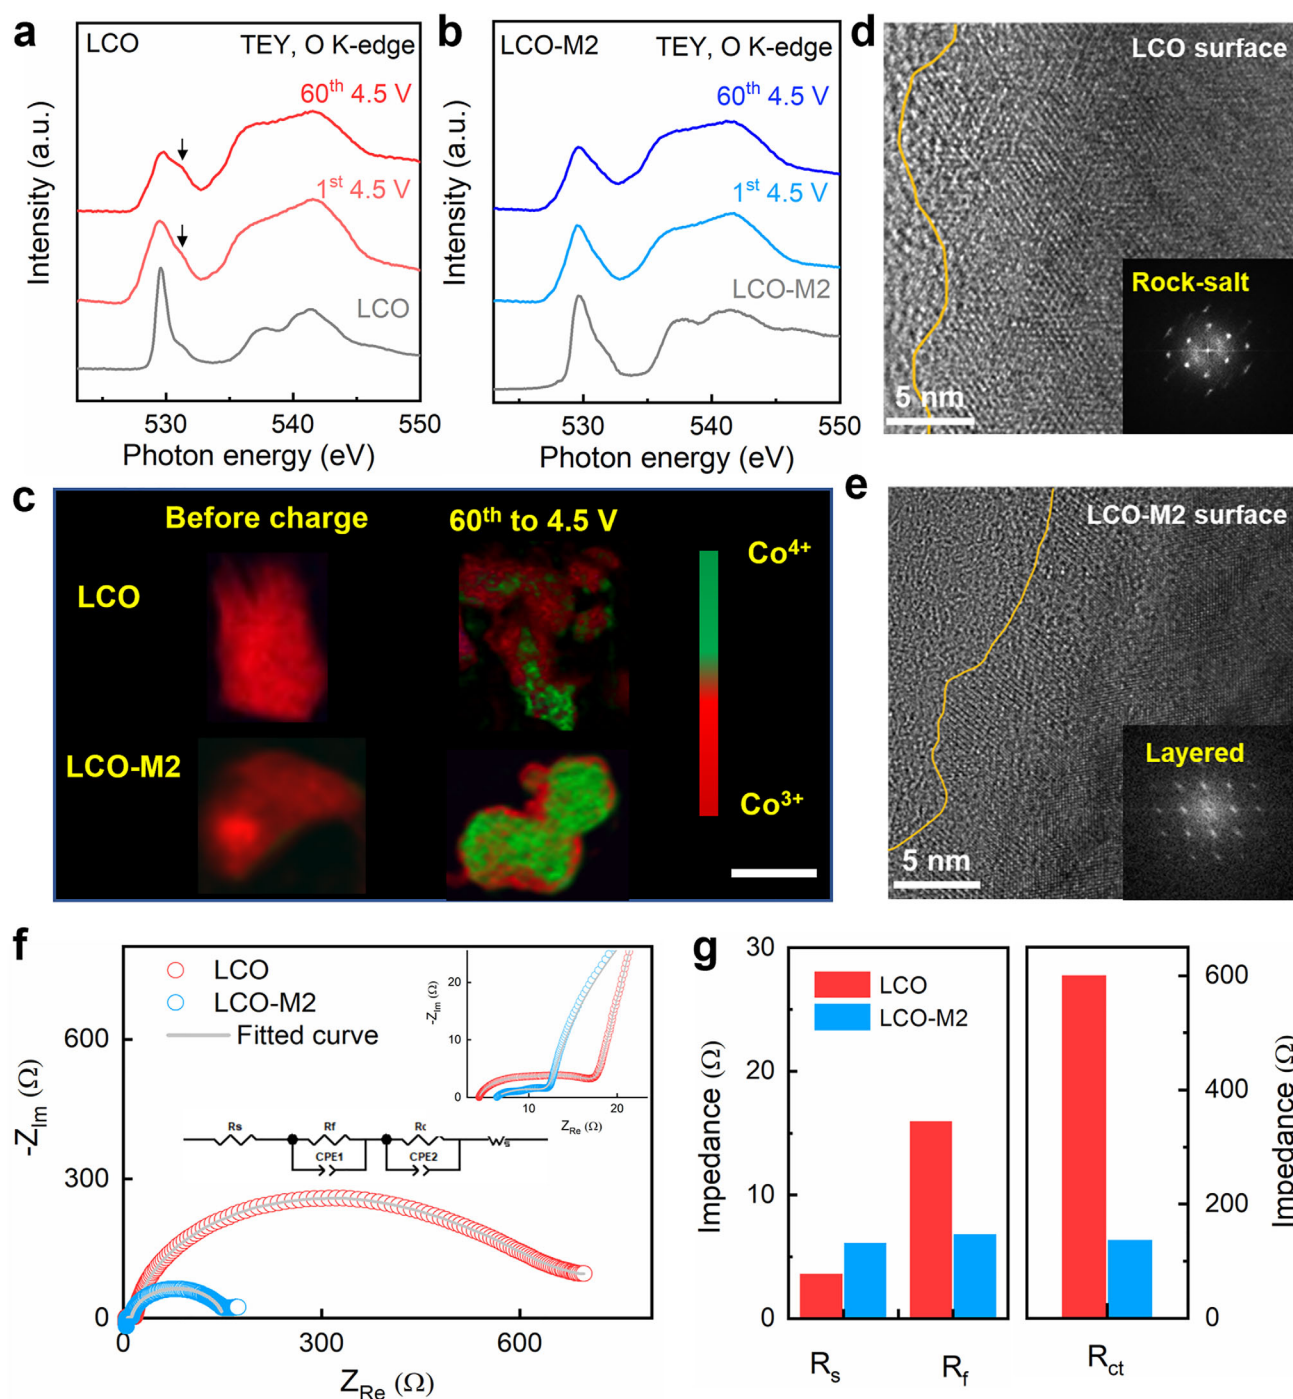 a
LCO
TEY, O K-edge
60th 4.5 V
1st 4.5 V
LCO
Intensity (a.u.)
530
540
550
Photon energy (eV)
b
LCO-M2
TEY, O K-edge
60th 4.5 V
1st 4.5 V
LCO-M2
Intensity (a.u.)
530
540
550
Photon energy (eV)
d
LCO surface
Rock-salt
5 nm
c
Before charge
60th to 4.5 V
LCO
LCO-M2
Co4+
Co3+
e
LCO-M2 surface
Layered
5 nm
f
LCO
LCO-M2
Fitted curve
-ZIm (Ω)
600
300
0
0
300
600
ZRe (Ω)
-ZIm (Ω)
20
10
0
10
20
ZRe (Ω)
Rs
Rf
CPE1
CPE2
g
LCO
LCO-M2
Impedance (Ω)
30
20
10
0
Rs
Rf
Rct
600
400
200
0
Impedance (Ω)